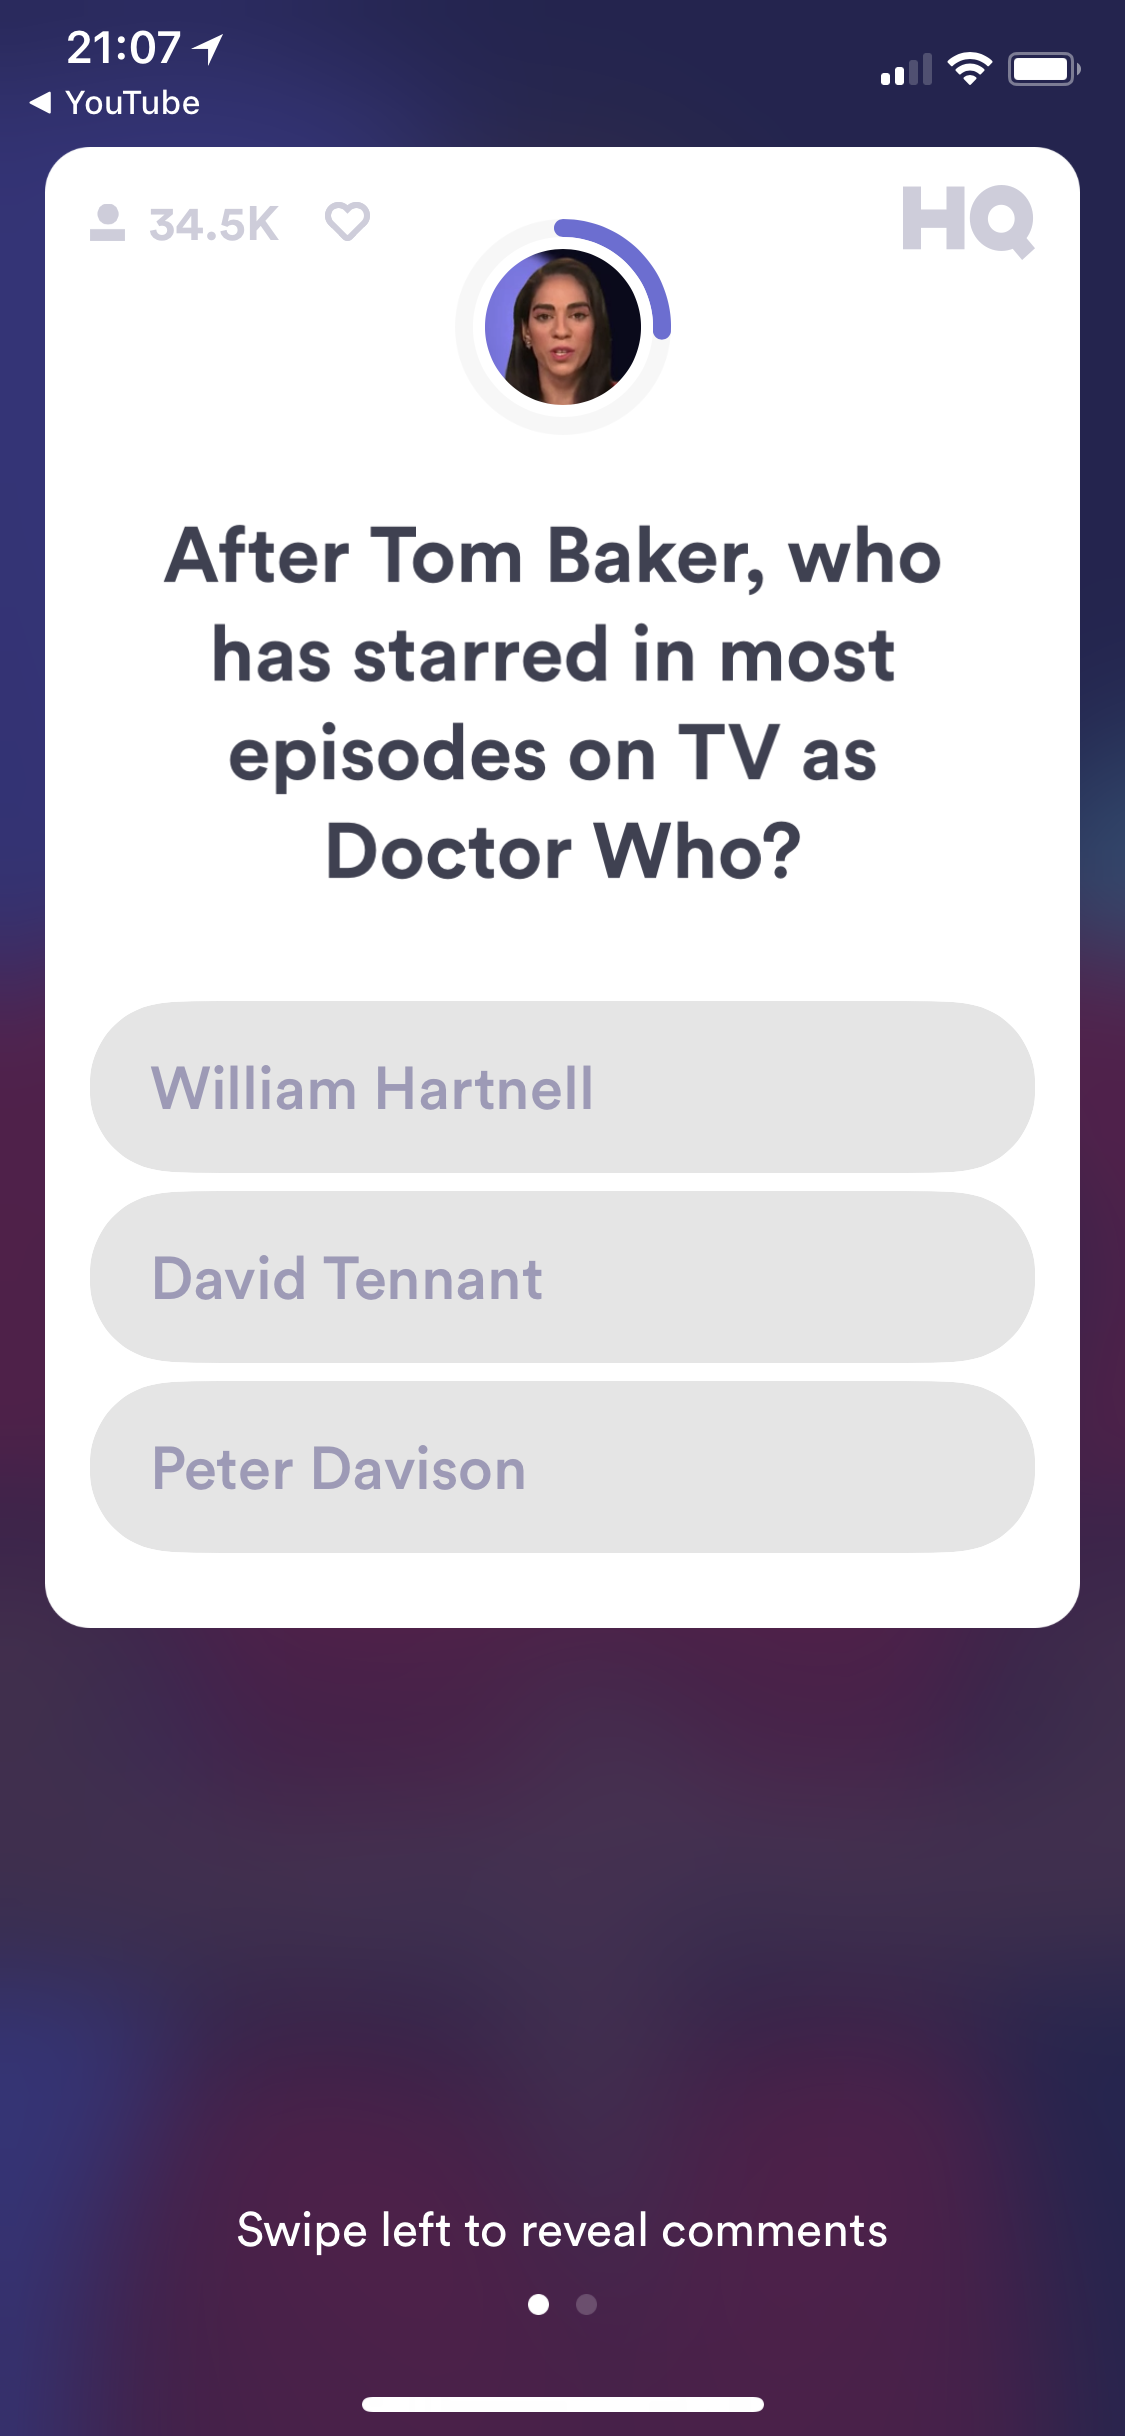 21:07
YouTube
34.5K
HQ
After Tom Baker, who
has starred in most
episodes on TV as
Doctor Who?
William Hartnell
David Tennant
Peter Davison
Swipe left to reveal comments